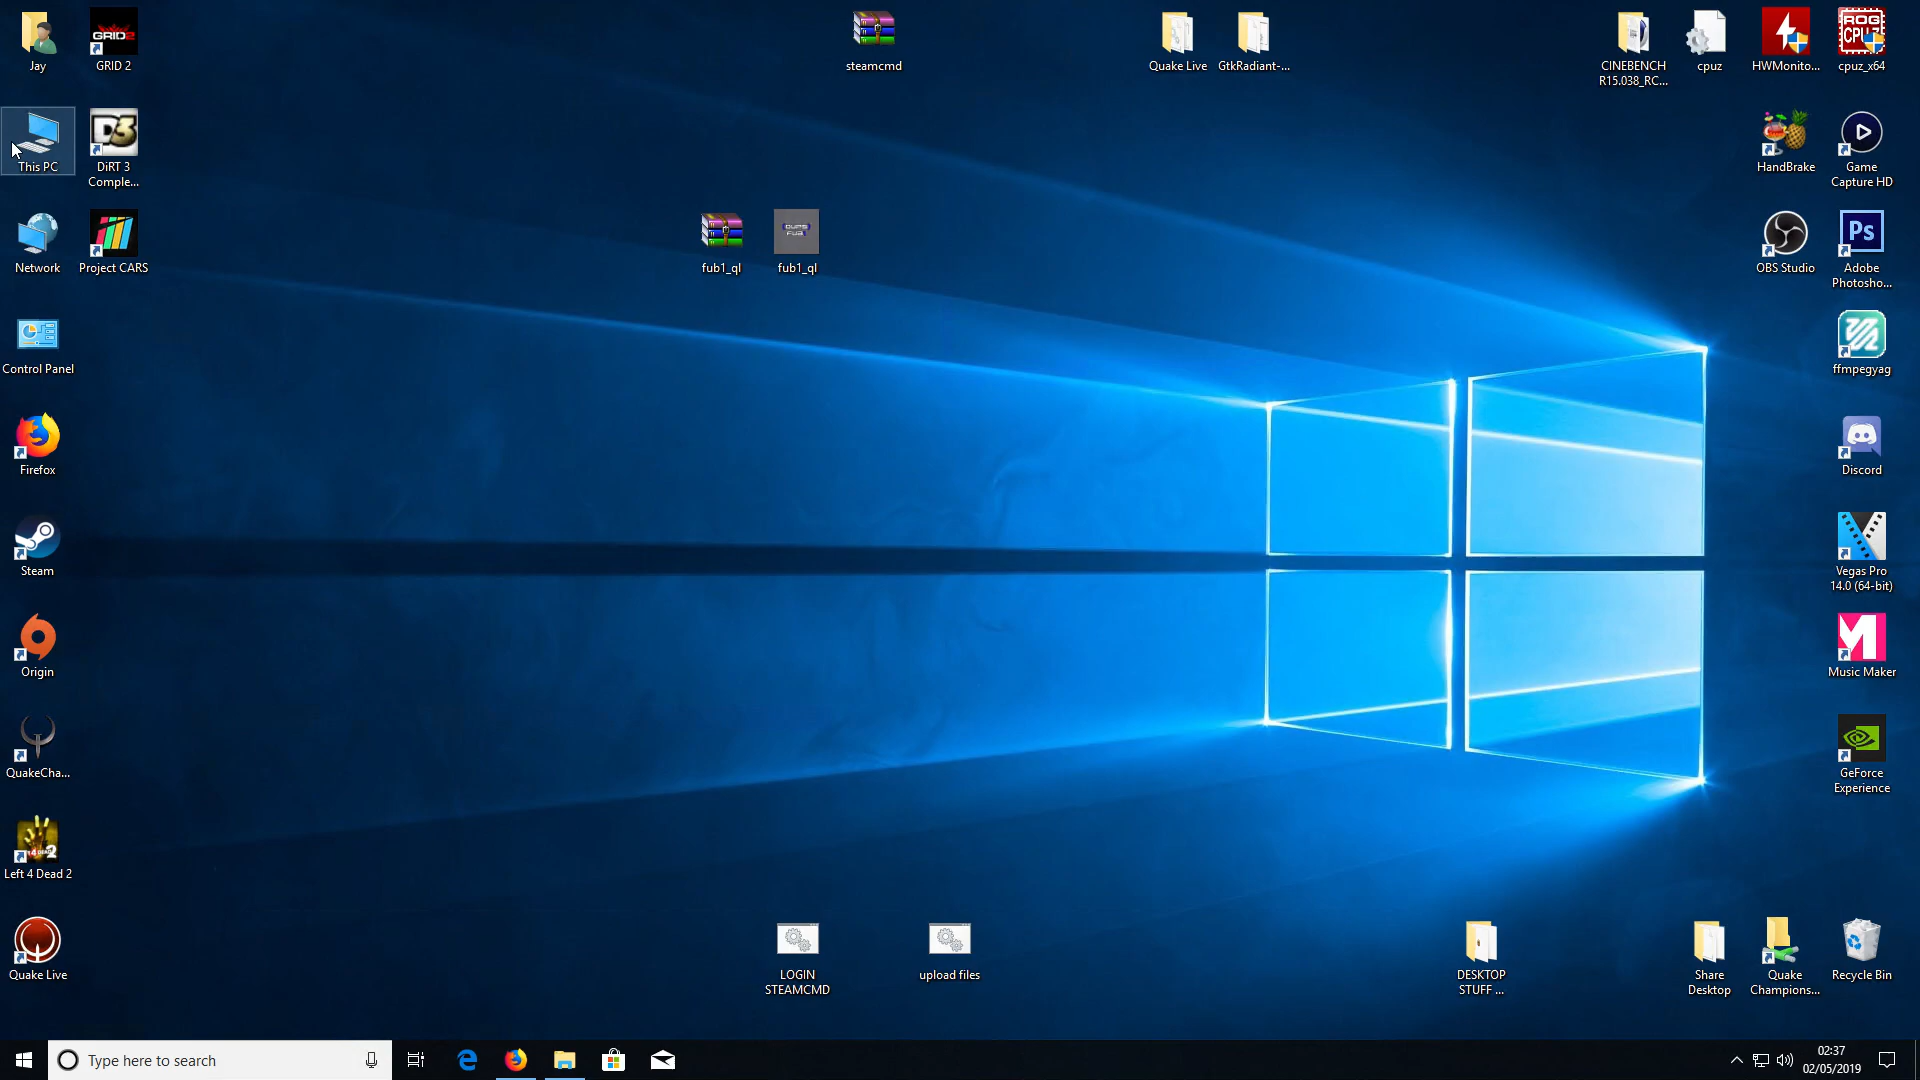 Jay
GRID 2
steamcmd
Quake Live
GtkRadiant-...
CINEBENCH
R15.038_RC...
cpuz
HWMonito...
cpuz_x64
This PC
DiRT 3
Comple...
HandBrake
Game
Capture HD
Network
Project CARS
fub1_ql
fub1_ql
OBS Studio
Adobe
Photosho...
Control Panel
ffmpegyag
Firefox
Discord
Steam
Vegas Pro
14.0 (64-bit)
Origin
Music Maker
QuakeCha...
GeForce
Experience
Left 4 Dead 2
Quake Live
LOGIN
STEAMCMD
upload files
DESKTOP
STUFF ...
Share
Desktop
Quake
Champions...
Recycle Bin
Type here to search
02:37
02/05/2019